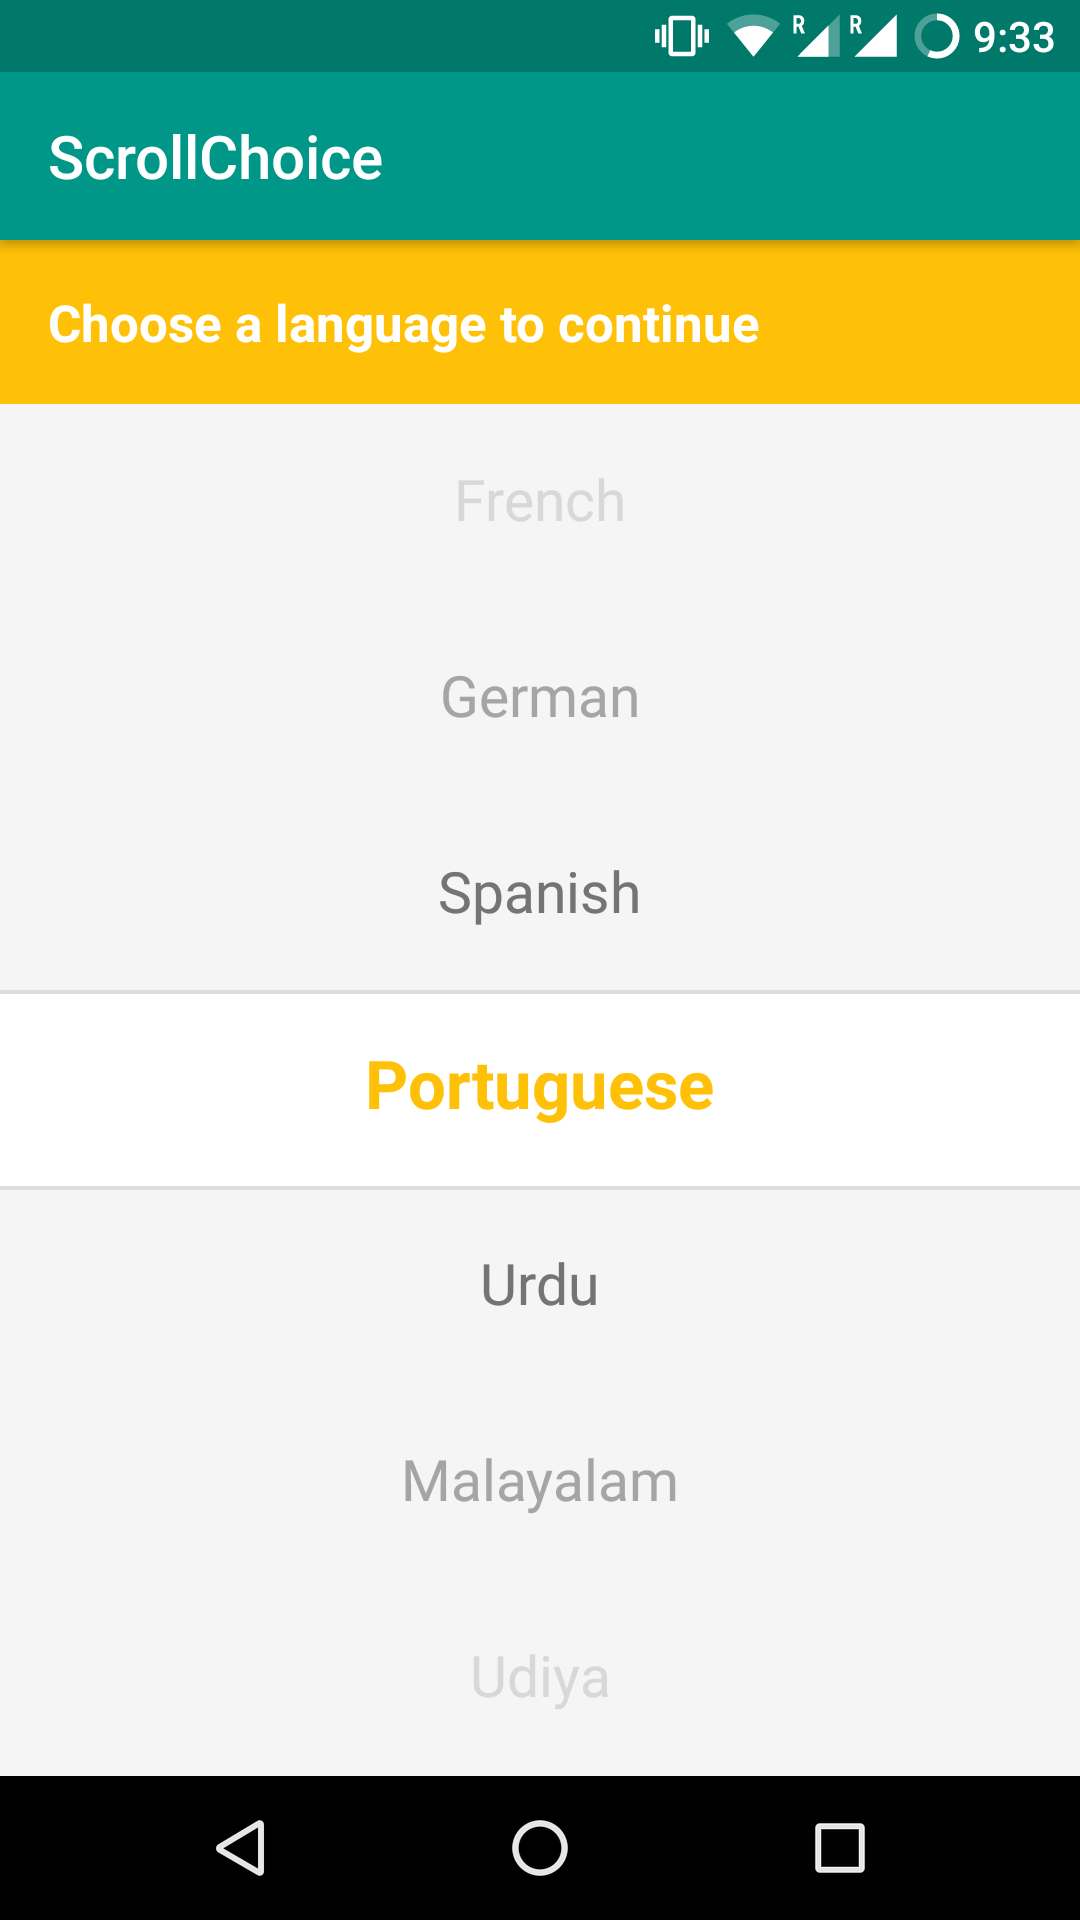 R R 9:33
ScrollChoice
Choose a language to continue
French
German
Spanish
Portuguese
Urdu
Malayalam
Udiya